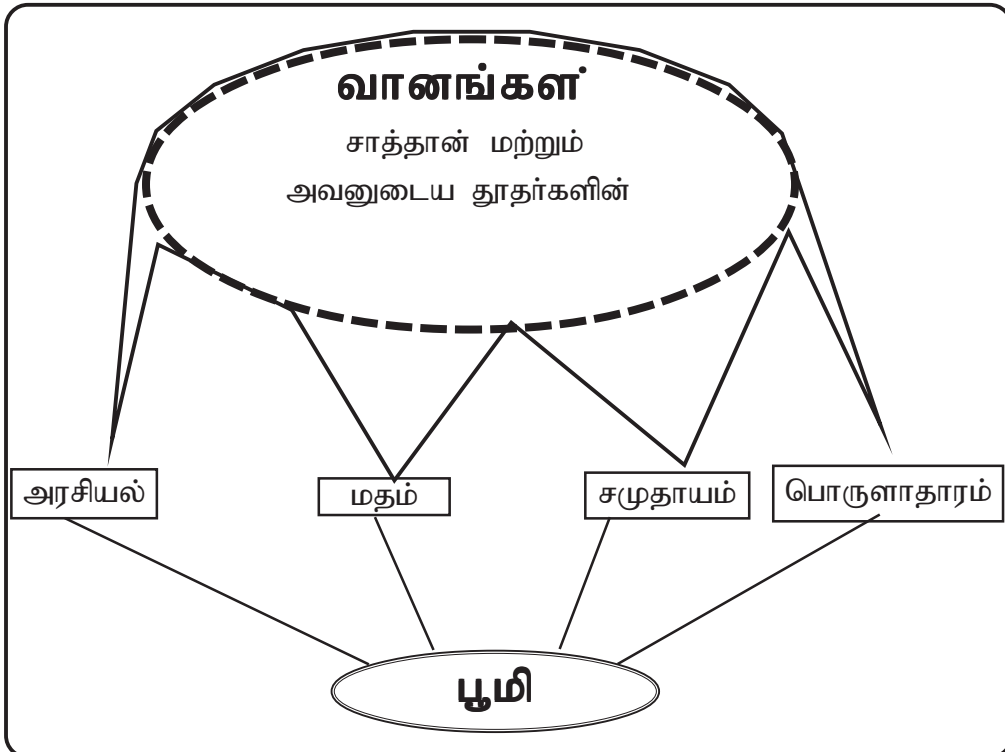 வானங்கள்
சாத்தான் மற்றும்
அவனுடைய தூதர்களின்
அரசியல்
மதம்
சமுதாயம்
பொருளாதாரம்
பூமி